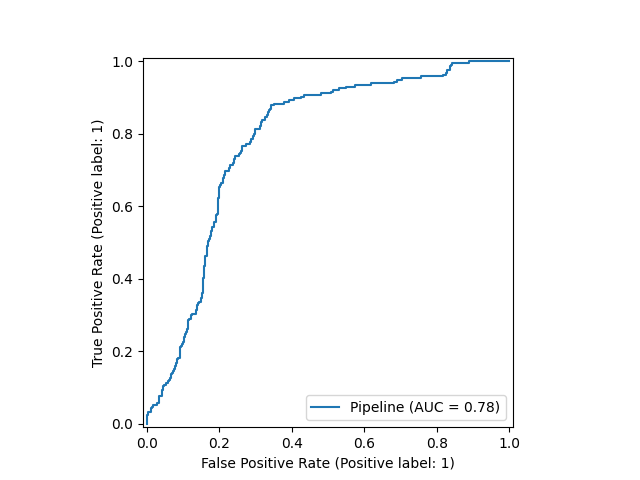 1.0
0.8
0.6
0.4
0.2
0.0
True Positive Rate (Positive label: 1)
Pipeline (AUC = 0.78)
0.0 0.2 0.4 0.6 0.8 1.0
False Positive Rate (Positive label: 1)